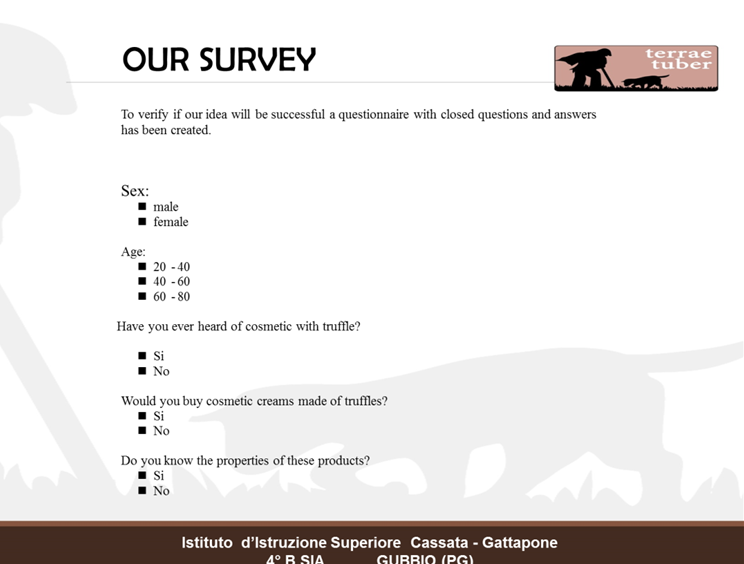 OUR SURVEY
terrae
tuber
To verify if our idea will be successful a questionnaire with closed questions and answers
has been created.
Sex:
male
female
Age:
20 - 40
40 - 60
60 - 80
Have you ever heard of cosmetic with truffle?
Si
No
Would you buy cosmetic creams made of truffles?
Si
No
Do you know the properties of these products?
Si
No
Istituto d'Istruzione Superiore Cassata - Gattapone
4° B SIA GUBBIO (PG)